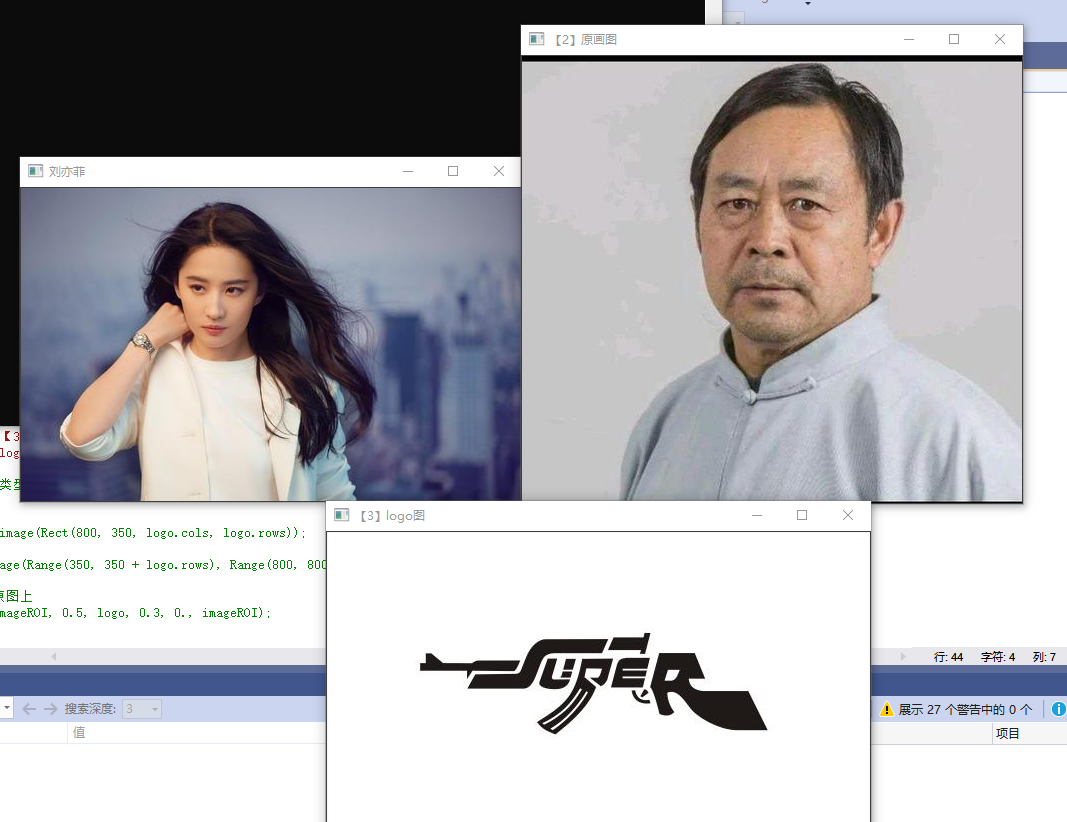 【2】原画图
刘亦菲
【3
log
类型
image(Rect(800, 350, logo.cols, logo.rows));
age(Range(350, 350 + logo.rows), Range(800, 800
原图上
mageROI, 0.5, logo, 0.3, 0., imageROI);
【3】logo图
SUPER
行: 44 字符: 4 列: 7
搜索深度: 3
展示 27 个警告中的 0 个
值
项目